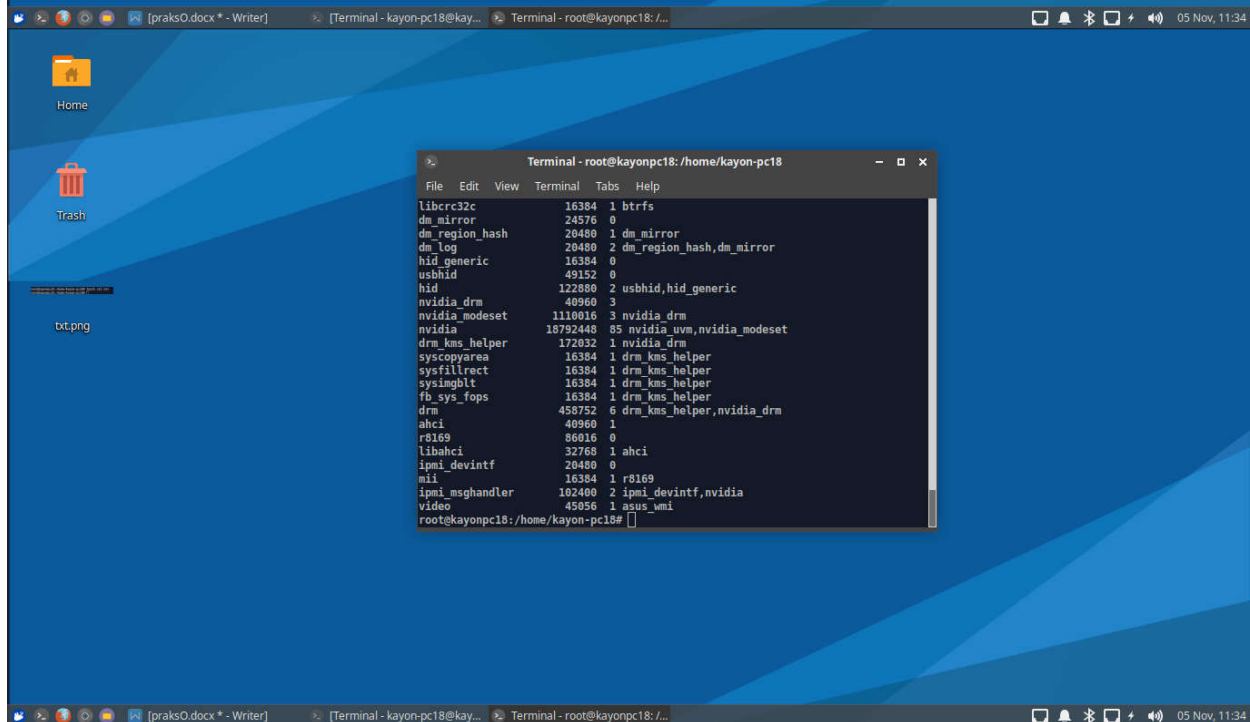 [praksO.docx * - Writer] [Terminal - kayon-pc18@kay... Terminal - root@kayonpc18: /... 05 Nov, 11:34
Home
Trash
txt.png
Terminal - root@kayonpc18: /home/kayon-pc18
File Edit View Terminal Tabs Help
libcrc32c 16384 1 btrfs
dm_mirror 24576 0
dm_region_hash 20480 1 dm_mirror
dm_log 20480 2 dm_region_hash,dm_mirror
hid_generic 16384 0
usbhid 49152 0
hid 122880 2 usbhid,hid_generic
nvidia_drm 40960 3
nvidia_modeset 1110016 3 nvidia_drm
nvidia 18792448 85 nvidia_uvm,nvidia_modeset
drm_kms_helper 172032 1 nvidia_drm
syscopyarea 16384 1 drm_kms_helper
sysfillrect 16384 1 drm_kms_helper
sysimgblt 16384 1 drm_kms_helper
fb_sys_fops 16384 1 drm_kms_helper
drm 458752 6 drm_kms_helper,nvidia_drm
ahci 40960 1
r8169 86016 0
libahci 32768 1 ahci
ipmi_devintf 20480 0
mii 16384 1 r8169
ipmi_msghandler 102400 2 ipmi_devintf,nvidia
video 45056 1 asus_wmi
root@kayonpc18:/home/kayon-pc18#
[praksO.docx * - Writer] [Terminal - kayon-pc18@kay... Terminal - root@kayonpc18: /... 05 Nov, 11:34